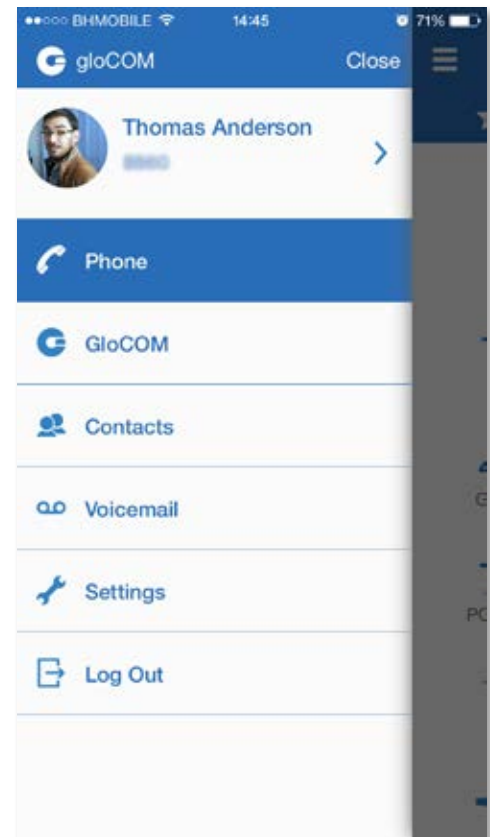 BHMOBILE 14:45 71%
gloCOM Close
Thomas Anderson
Phone
GloCOM
Contacts
Voicemail
Settings
Log Out